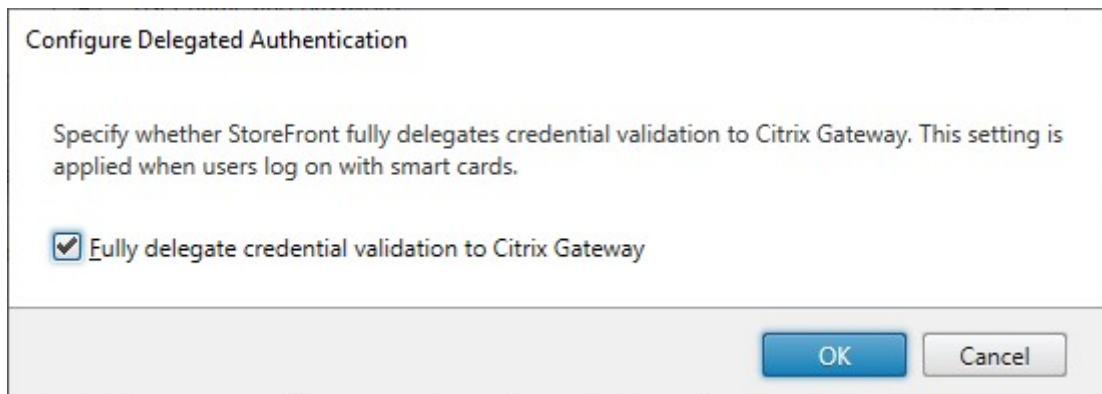 Configure Delegated Authentication
Specify whether StoreFront fully delegates credential validation to Citrix Gateway. This setting is
applied when users log on with smart cards.
Fully delegate credential validation to Citrix Gateway
OK
Cancel